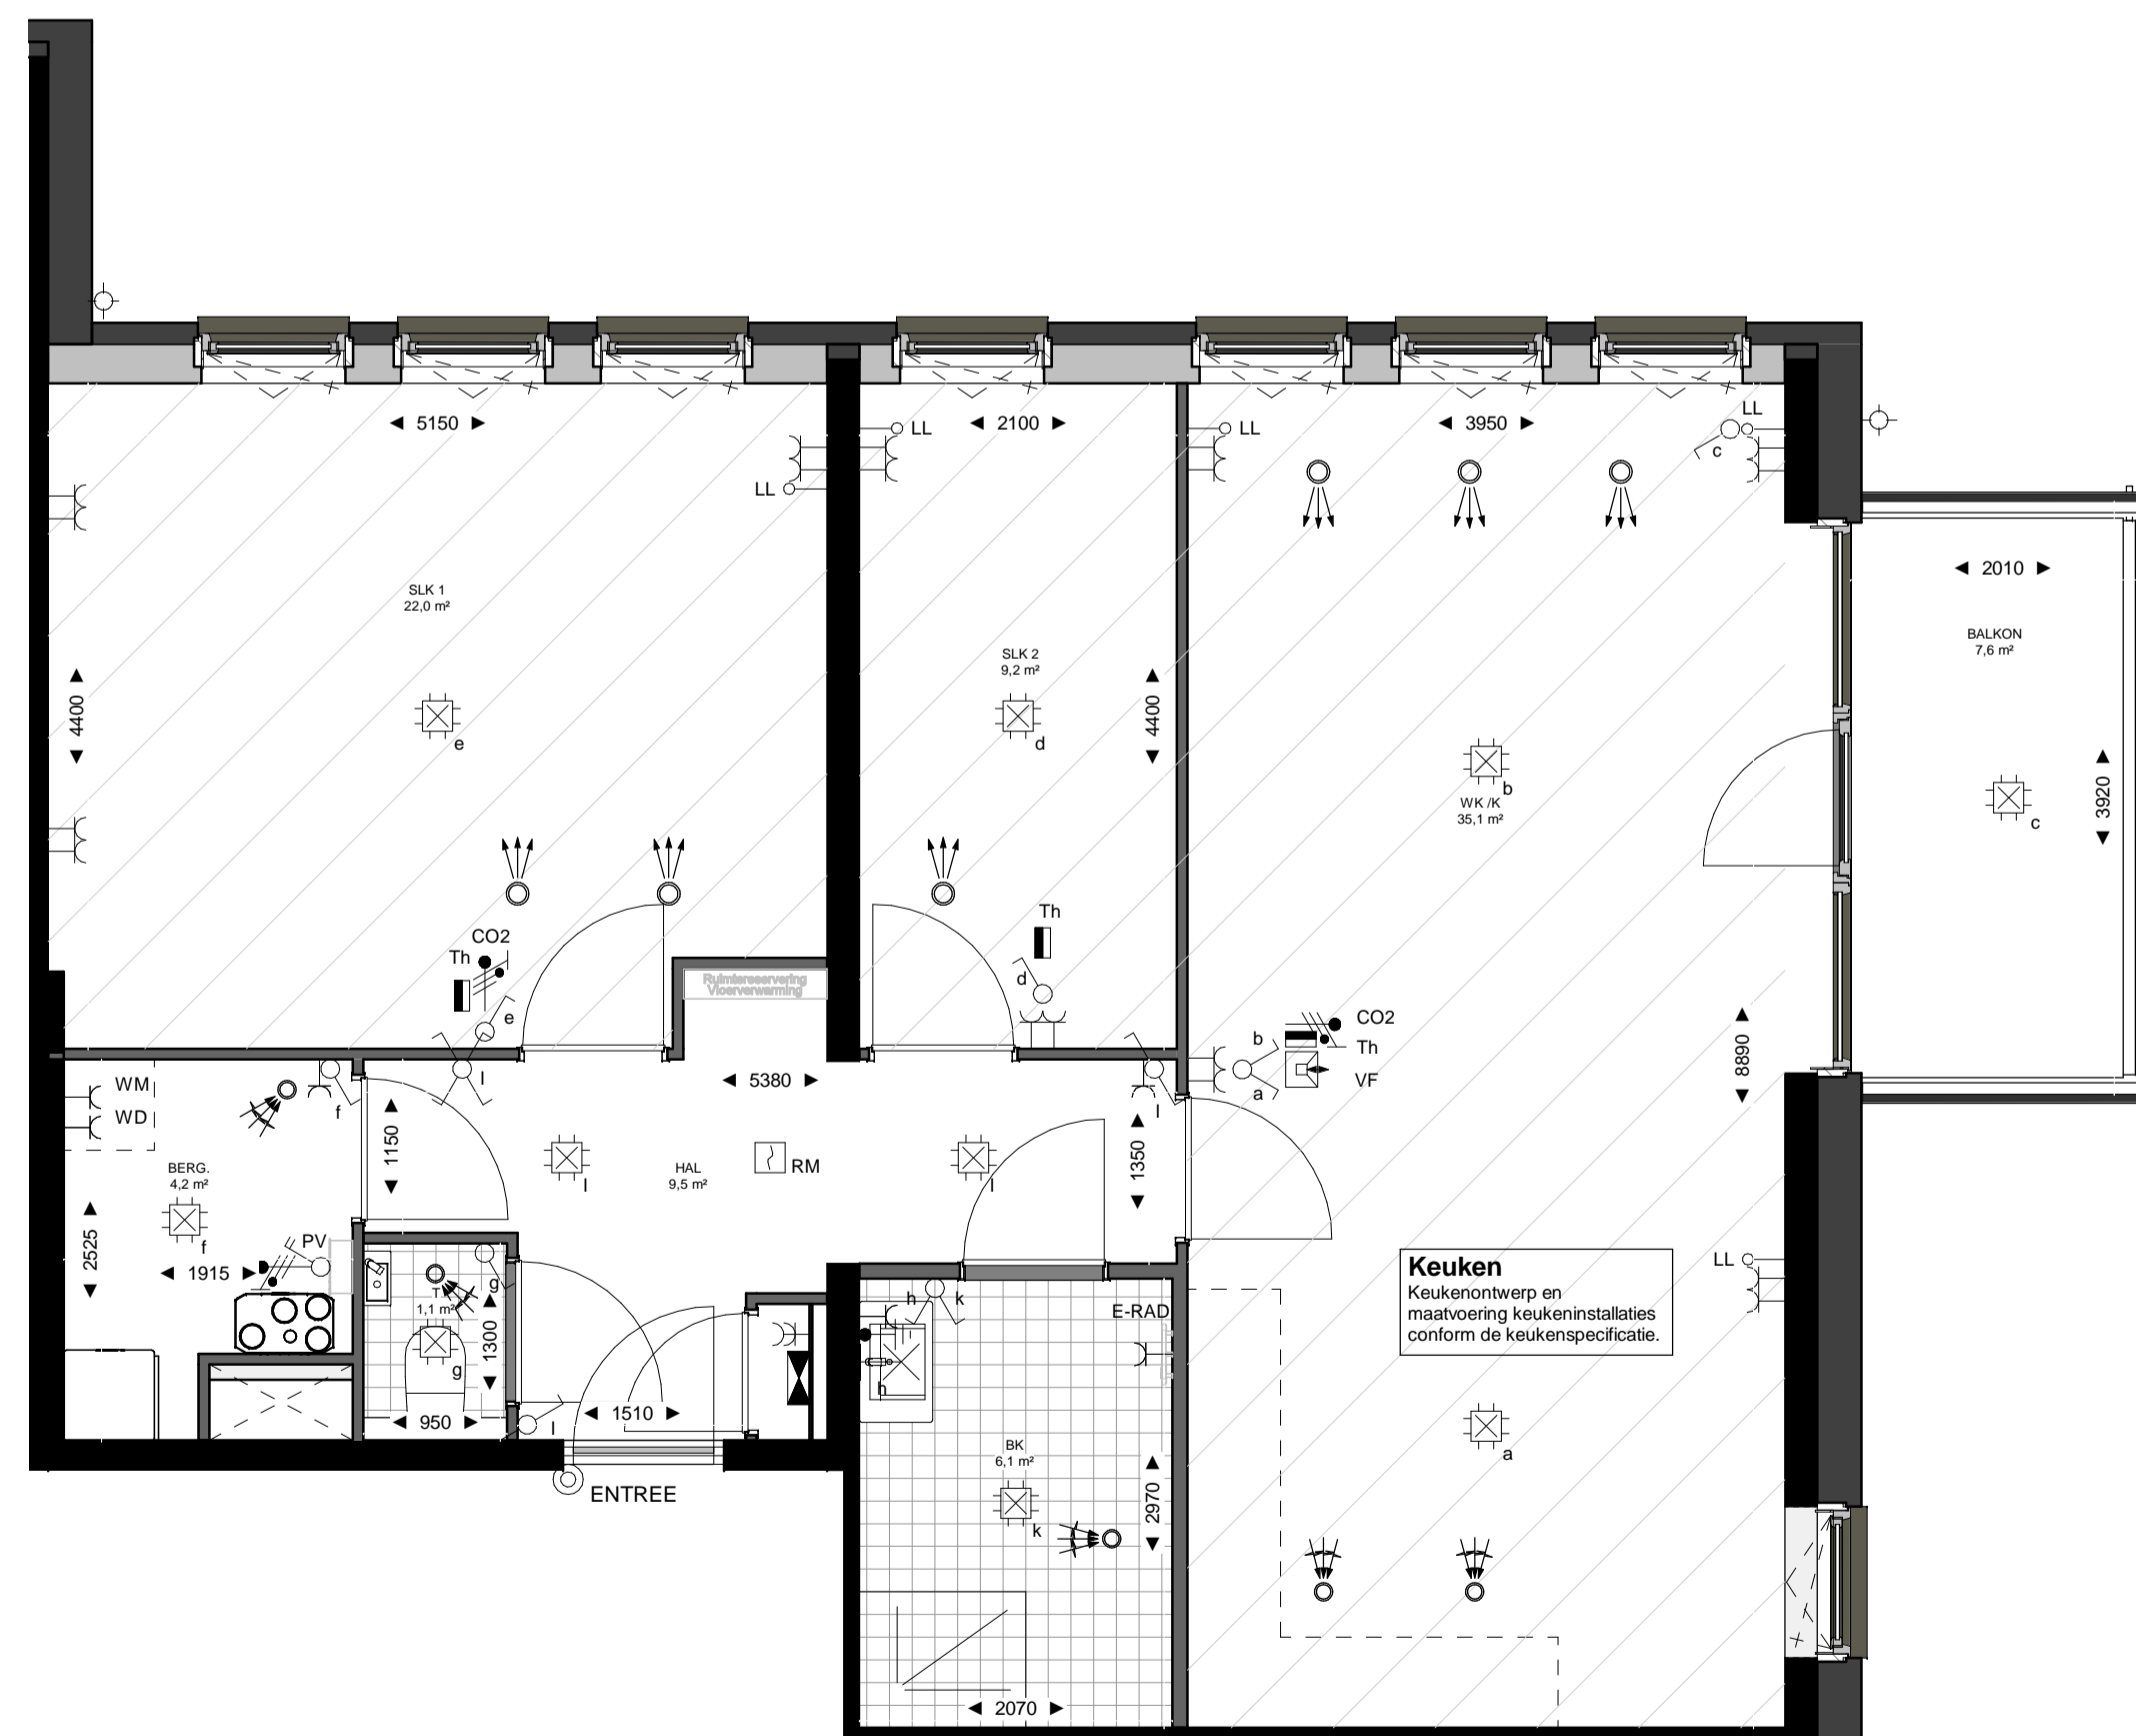 5150
2100
3950
LL
LL
LL
LL
c
2010
SLK 1
22,0 m²
SLK 2
9,2 m²
BALKON
7,6 m²
4400
e
4400
d
b
WK /K
35,1 m²
3920
c
CO2
Th
e
Th
d
Ruimtereservering
Vloerverwarming
CO2
Th
VF
b
a
8890
WM
WD
f
l
5380
l
1150
1350
BERG.
4,2 m²
f
l
HAL
9,5 m²
RM
l
2525
PV
1915
g
1,1 m²
1300
g
950
l
1510
ENTREE
h
k
E-RAD
h
LL
Keuken
Keukenontwerp en
maatvoering keukeninstallaties
conform de keukenspecificatie.
a
BK
6,1 m²
k
2970
2070